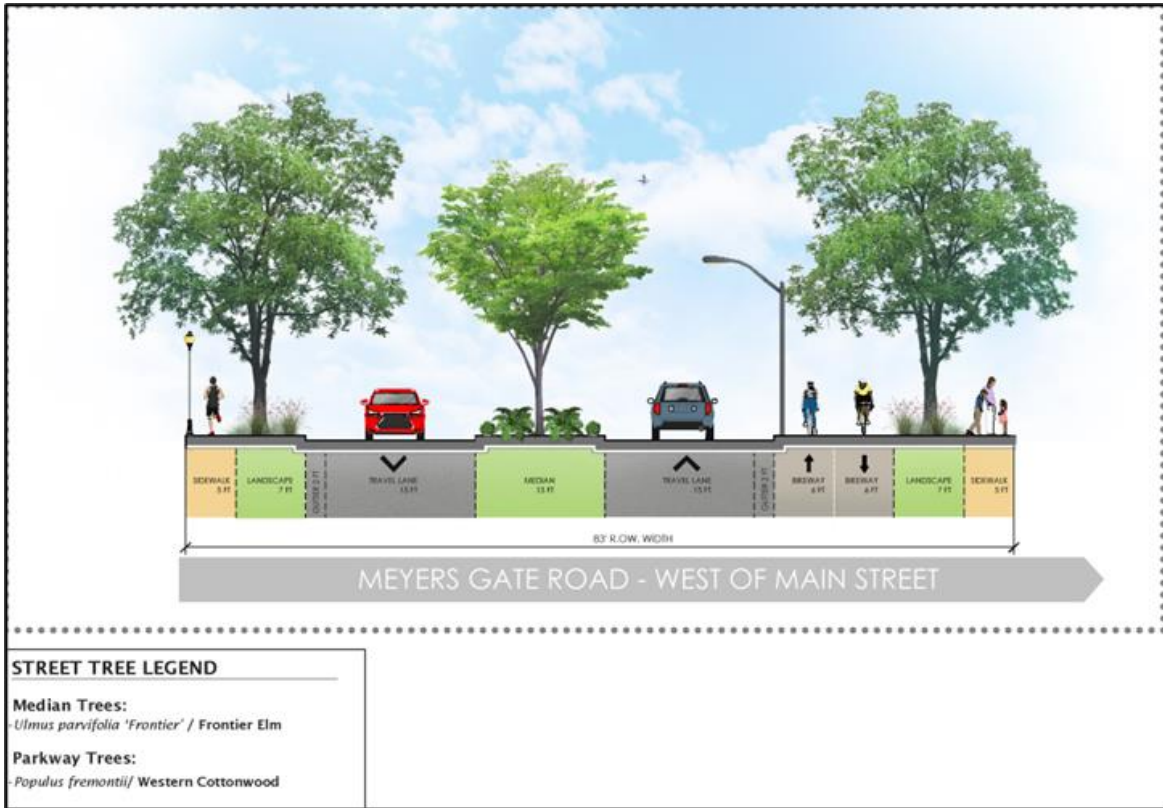 SIDEWALK
5 FT
LANDSCAPE
7 FT
GUTTER 2 FT
TRAVEL LANE
15 FT
MEDIAN
13 FT
TRAVEL LANE
15 FT
GUTTER 2 FT
BIKEWAY
6 FT
BIKEWAY
6 FT
LANDSCAPE
7 FT
SIDEWALK
5 FT
83' R.O.W. WIDTH
MEYERS GATE ROAD - WEST OF MAIN STREET
STREET TREE LEGEND
Median Trees:
-Ulmus parvifolia 'Frontier' / Frontier Elm
Parkway Trees:
-Populus fremontii/ Western Cottonwood